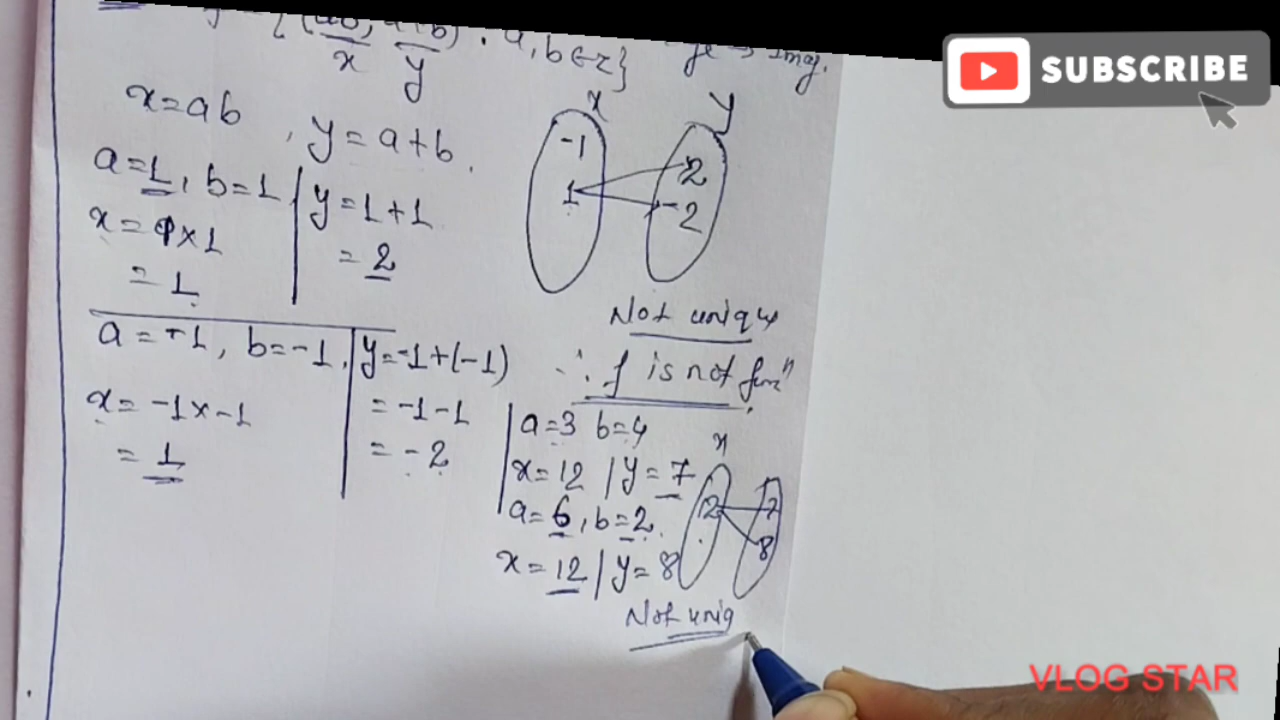 (ab, a+b) : a, b ∈ Z}
x y
x = ab , y = a + b .
a = 1, b = 1 | y = 1 + 1
x = 1 × 1 = 2
= 1
x y
-1 2
1 -2
Not unique
∴ f is not funⁿ
a = -1, b = -1. y = -1 + (-1)
x = -1 × -1 = -1 - 1
= 1 = -2
a = 3 b = 4
x = 12 | y = 7
a = 6, b = 2.
x = 12 | y = 8
x
12 7
8
Not uniq
SUBSCRIBE
VLOG STAR